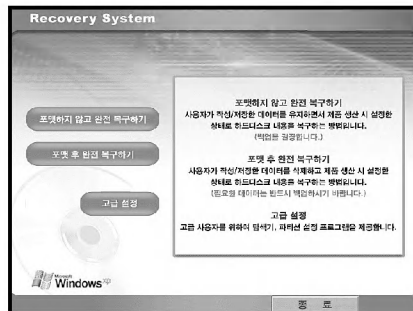 Recovery System
포맷하지 않고 완전 복구하기
포맷 후 완전 복구하기
고급 설정
포맷하지 않고 완전 복구하기
사용자가 작성/저장한 데이터를 유지하면서 제품 생산 시 설정한
상태로 하드디스크 내용을 복구하는 방법입니다.
(백업을 권장합니다.)
포맷 후 완전 복구하기
사용자가 작성/저장한 데이터를 삭제하고 제품 생산 시 설정한
상태로 하드디스크 내용을 복구하는 방법입니다.
(필요할 데이터는 반드시 백업하시기 바랍니다.)
고급 설정
고급 사용자를 위하여 탐색기, 파티션 설정 프로그램을 제공합니다.
Microsoft
Windows xp
종 료